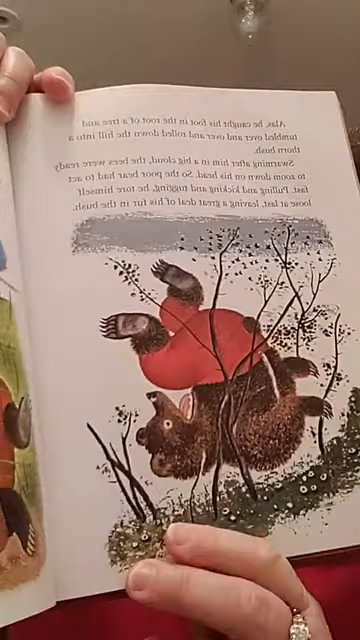 Alas, he caught his foot in the root of a tree and
tumbled over and over and rolled down the hill into a
thorn bush.
Swarming after him in a big cloud, the bees were ready
to zoom down on his head. So the poor bear had to act
fast. Pulling and kicking and tugging, he tore himself
loose at last, leaving a great deal of his fur in the bush.